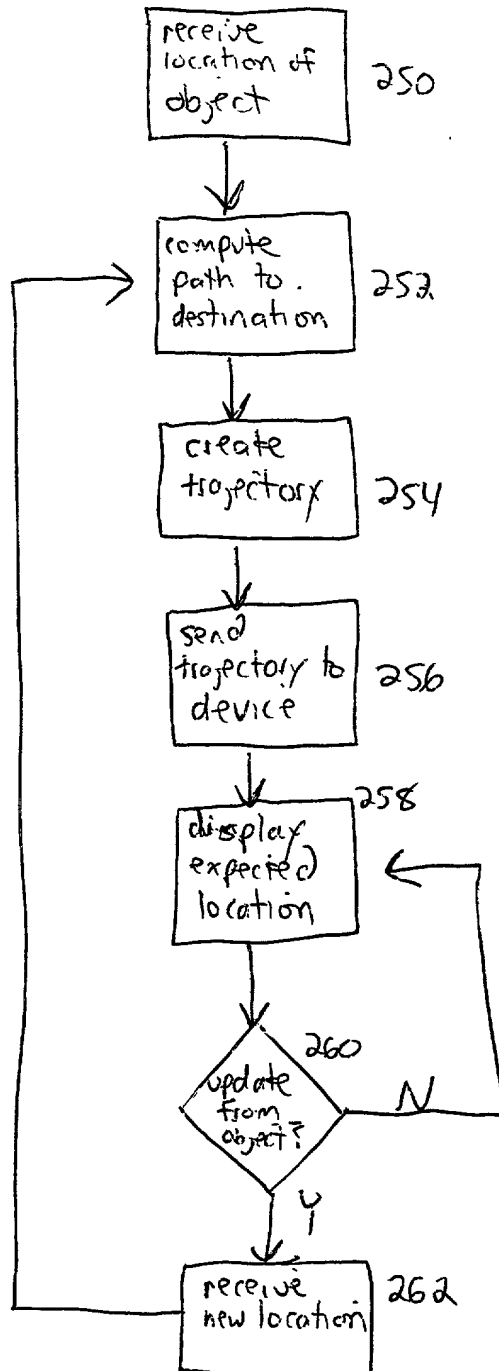 receive
location of
object
250
compute
path to.
destination
252
create
trajectory
254
send
trajectory to
device
256
258
display
expected
location
260
update
from
object?
N
Y
receive
new location
262